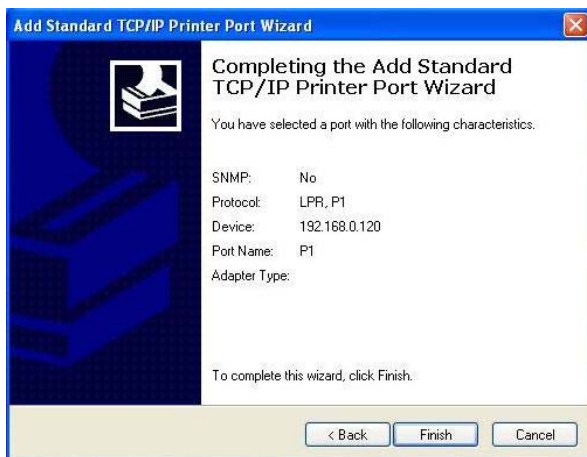 Add Standard TCP/IP Printer Port Wizard
Completing the Add Standard
TCP/IP Printer Port Wizard
You have selected a port with the following characteristics.
SNMP: No
Protocol: LPR, P1
Device: 192.168.0.120
Port Name: P1
Adapter Type:
To complete this wizard, click Finish.
< Back Finish Cancel